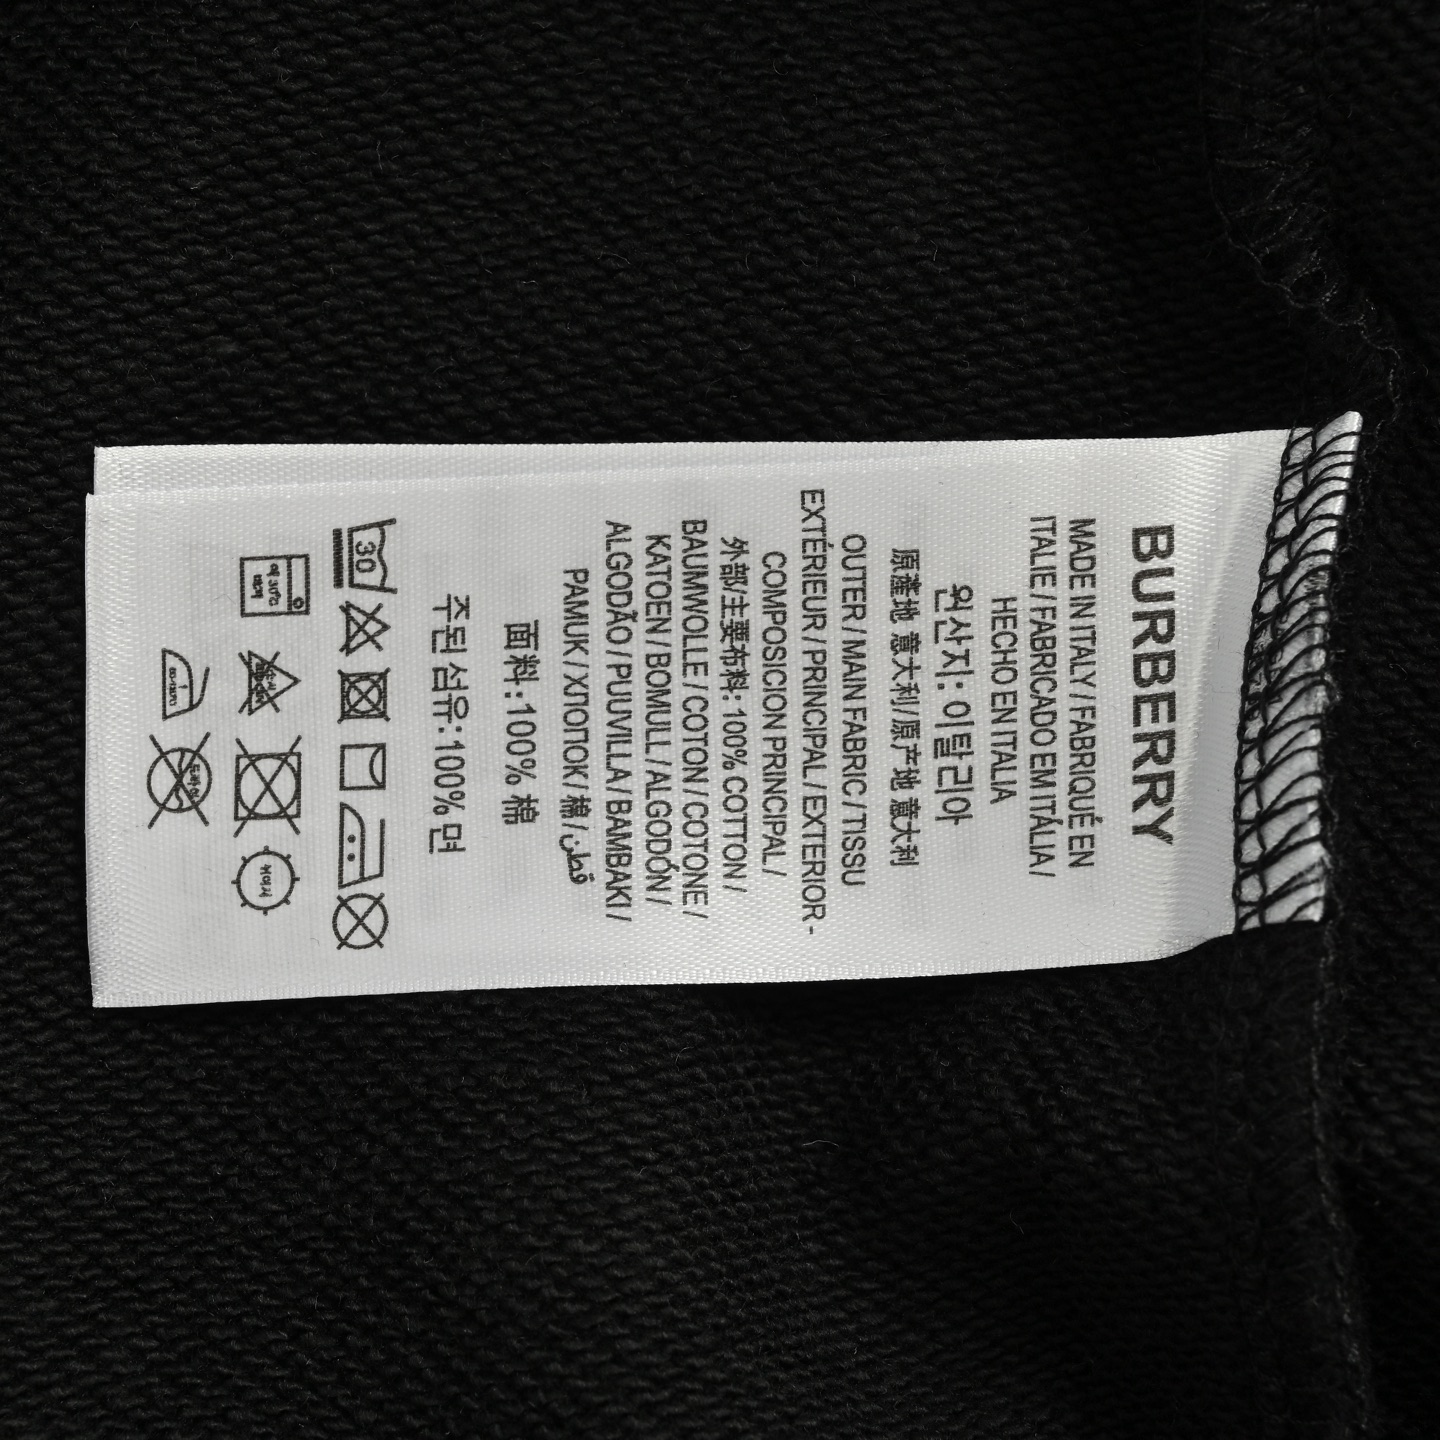 BURBERRY
MADE IN ITALY / FABRIQUÉ EN
ITALIE / FABRICADO EM ITÁLIA /
HECHO EN ITALIA
원산지: 이탈리아
原產地 意大利/原产地 意大利
OUTER / MAIN FABRIC / TISSU
EXTÉRIEUR / PRINCIPAL / EXTERIOR-
COMPOSICION PRINCIPAL /
外部/主要布料: 100% COTTON /
BAUMWOLLE / COTON / COTONE /
KATOEN / BOMULL / ALGODÓN /
ALGODÃO / PUUVILLA / BAMBAKI /
PAMUK / ХЛОПОК / 棉 / قطن
面料:100% 棉
주된섬유:100% 면
30